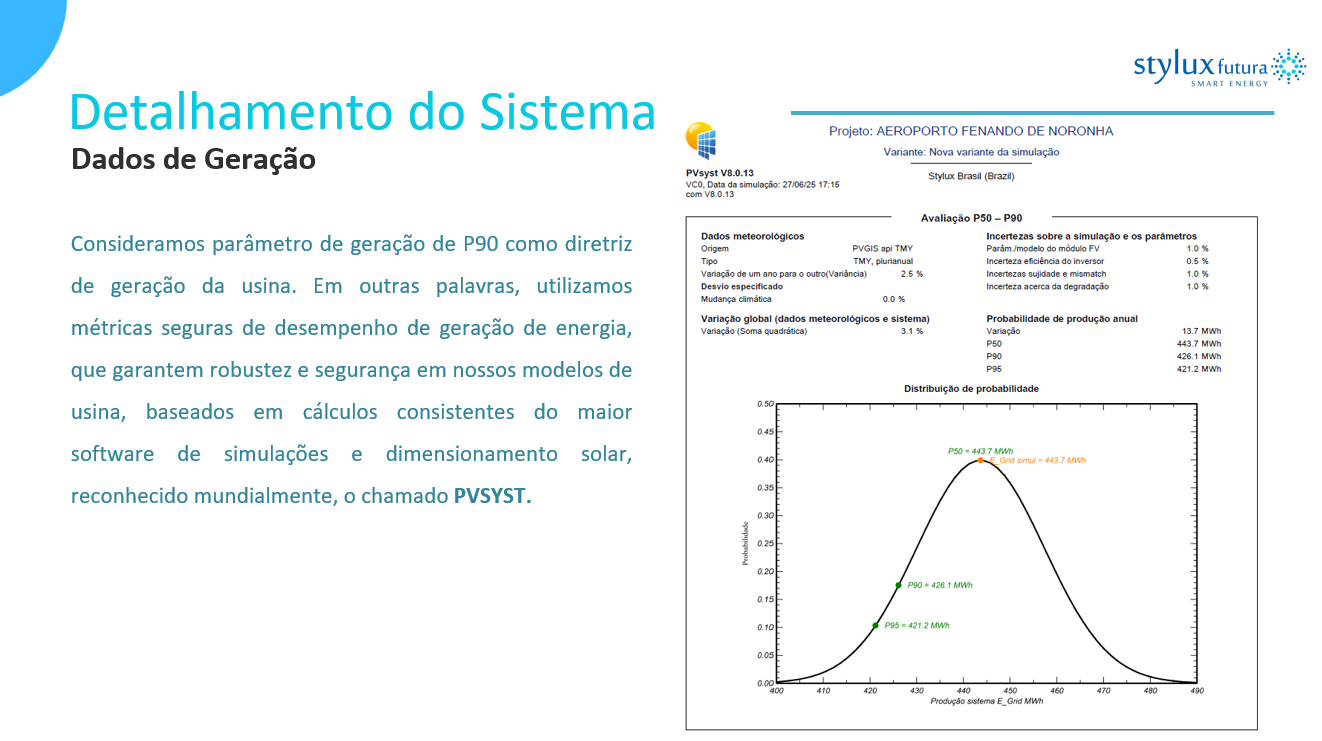 stylux futura
SMART ENERGY
Detalhamento do Sistema
Dados de Geração
Consideramos parâmetro de geração de P90 como diretriz
de geração da usina. Em outras palavras, utilizamos
métricas seguras de desempenho de geração de energia,
que garantem robustez e segurança em nossos modelos de
usina, baseados em cálculos consistentes do maior
software de simulações e dimensionamento solar,
reconhecido mundialmente, o chamado PVSYST.
Projeto: AEROPORTO FENANDO DE NORONHA
Variante: Nova variante da simulação
Stylux Brasil (Brazil)
PVsyst V8.0.13
VC0, Data da simulação: 27/06/25 17:15
com V8.0.13
Avaliação P50 – P90
Dados meteorológicos
Origem PVGIS api TMY
Tipo TMY, plurianual
Variação de um ano para o outro(Variância) 2.5 %
Desvio especificado
Mudança climática 0.0 %
Variação global (dados meteorológicos e sistema)
Variação (Soma quadrática) 3.1 %
Incertezas sobre a simulação e os parâmetros
Parâm./modelo do módulo FV 1.0 %
Incerteza eficiência do inversor 0.5 %
Incertezas sujidade e mismatch 1.0 %
Incerteza acerca da degradação 1.0 %
Probabilidade de produção anual
Variação 13.7 MWh
P50 443.7 MWh
P90 426.1 MWh
P95 421.2 MWh
Distribuição de probabilidade
0.50
0.45
0.40
0.35
0.30
0.25
0.20
0.15
0.10
0.05
0.00
Probabilidade
P50 = 443.7 MWh
E_Grid simul = 443.7 MWh
P90 = 426.1 MWh
P95 = 421.2 MWh
400 410 420 430 440 450 460 470 480 490
Produção sistema E_Grid MWh